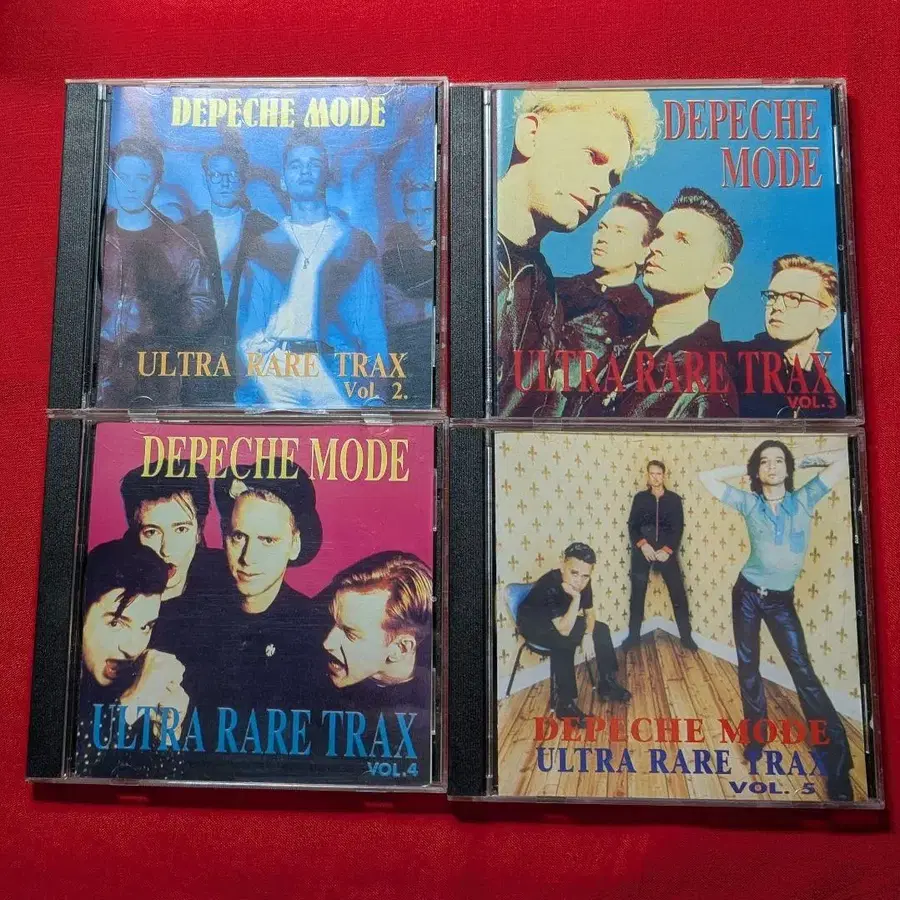 DEPECHE MODE
ULTRA RARE TRAX
Vol. 2.
DEPECHE
MODE
ULTRA RARE TRAX
VOL.3
DEPECHE MODE
ULTRA RARE TRAX
VOL.4
DEPECHE MODE
ULTRA RARE TRAX
VOL. 5